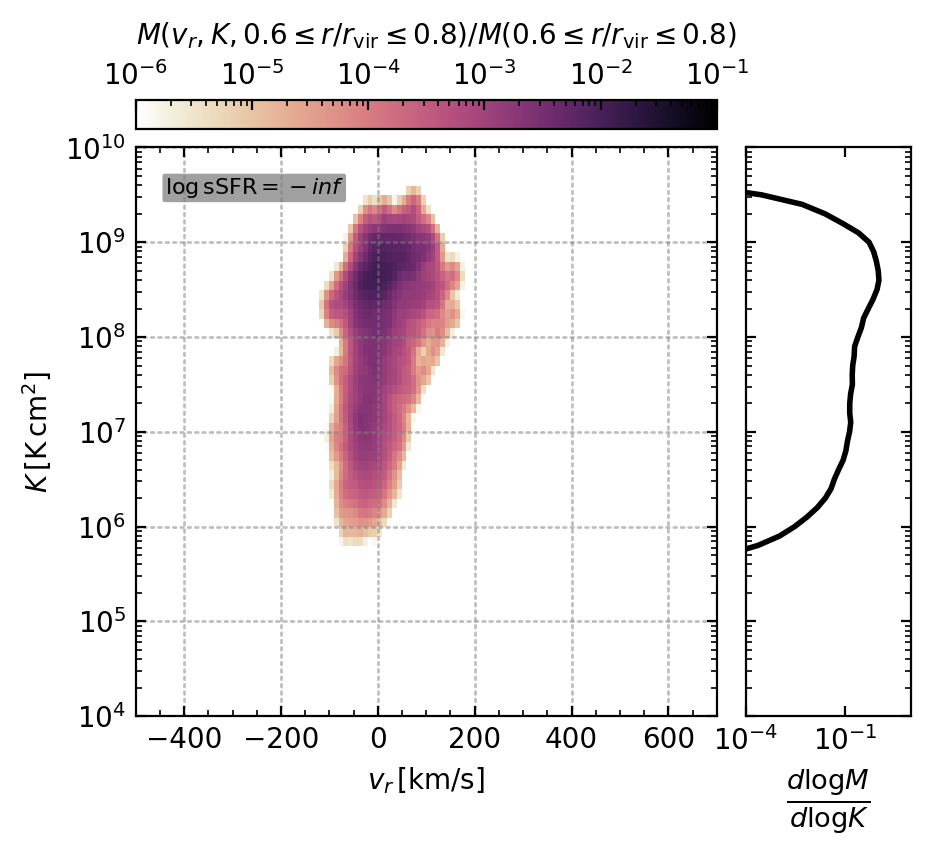 M(v_r, K, 0.6 ≤ r/r_vir ≤ 0.8)/M(0.6 ≤ r/r_vir ≤ 0.8)
10^−6 10^−5 10^−4 10^−3 10^−2 10^−1
log sSFR = −inf
10^10
10^9
10^8
10^7
10^6
10^5
10^4
K [K cm^2]
−400 −200 0 200 400 600
v_r [km/s]
10^−4 10^−1
dlogM
dlogK